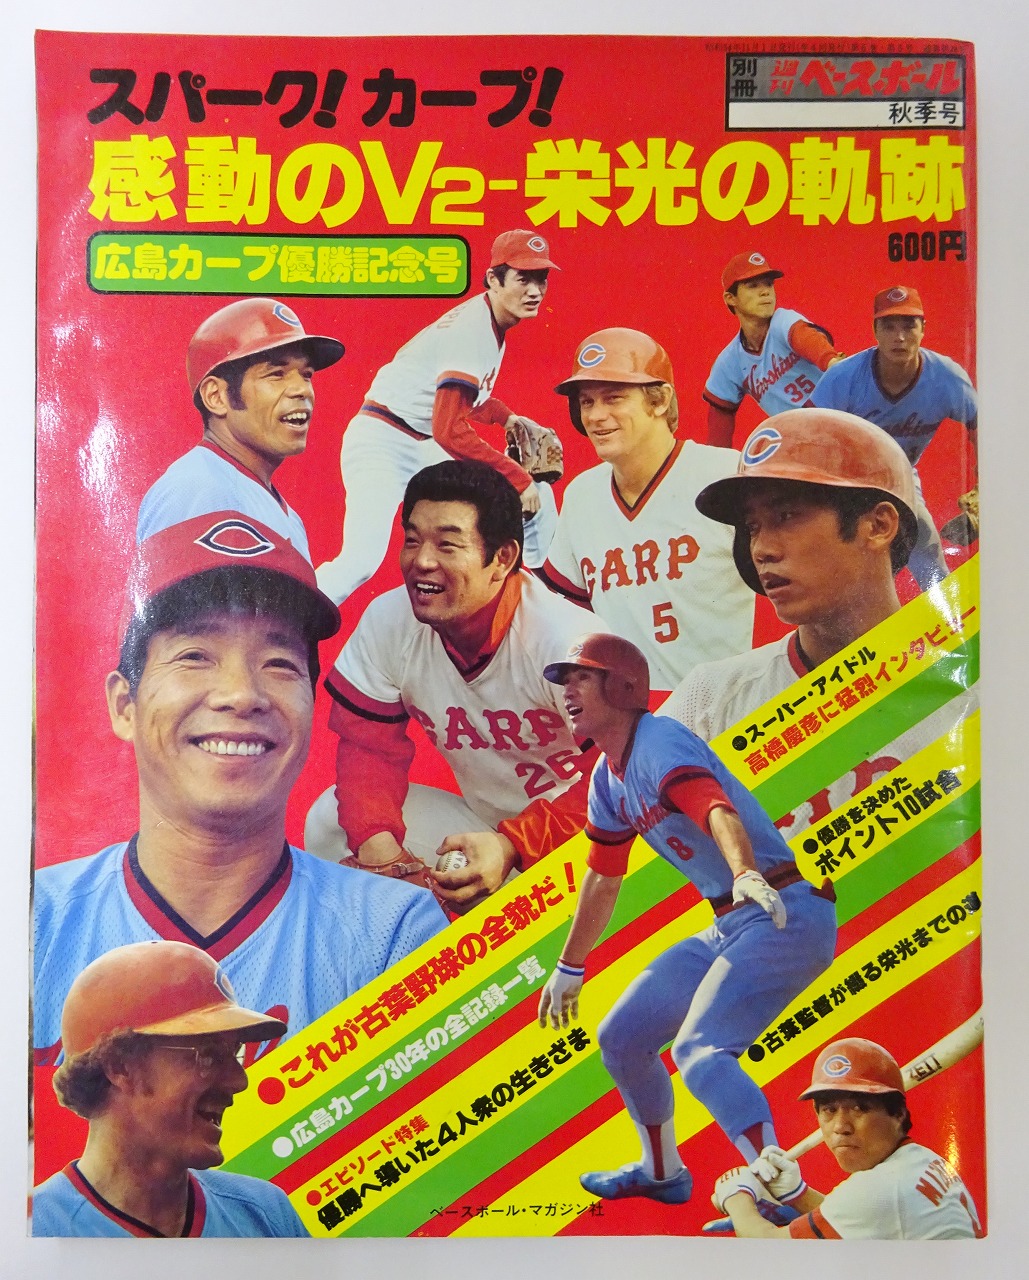 別冊 週刊 ベースボール
秋季号
スパーク! カープ!
感動のV2-栄光の軌跡
600円
広島カープ優勝記念号
Hiroshima
35
CARP
5
CARP
26
8
●スーパー・アイドル
高橋慶彦に猛烈インタビュー
●優勝を決めた
ポイント10試合
●これが古葉野球の全貌だ!
●広島カープ30年の全記録一覧
●エピソード特集
優勝へ導いた4人衆の生きざま
●古葉監督が綴る栄光までの道
ZETT
ベースボール・マガジン社